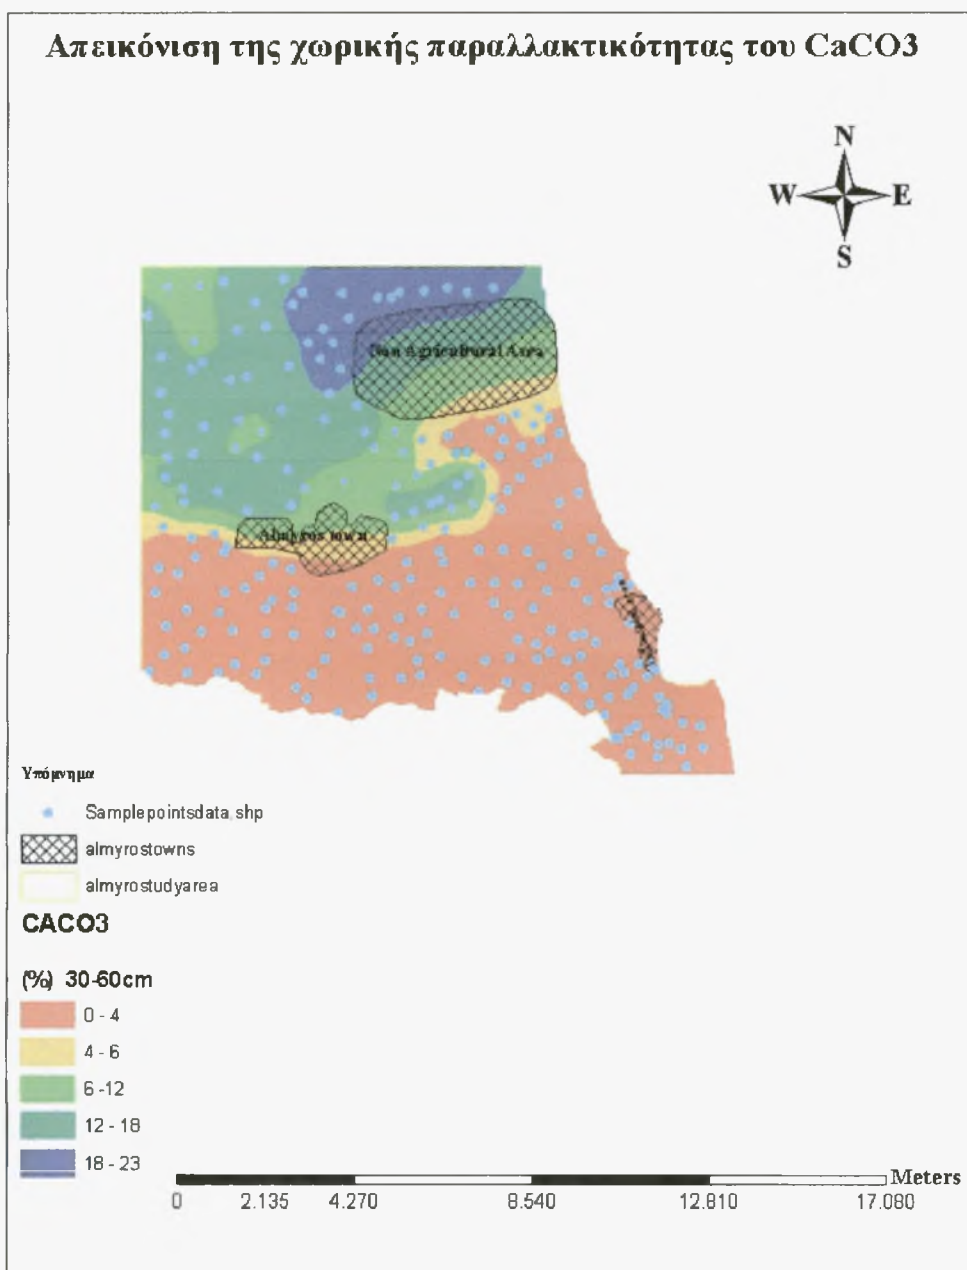 Απεικόνιση της χωρικής παραλλακτικότητας του CaCO3
N
W E
S
Non Agricultural Area
Almyros town
Υπόμνημα
Samplepointsdata.shp
almyrostowns
almyrostudyarea
CACO3
(%) 30-60cm
0 - 4
4 - 6
6 -12
12 - 18
18 - 23
Meters
0 2.135 4.270 8.540 12.810 17.080